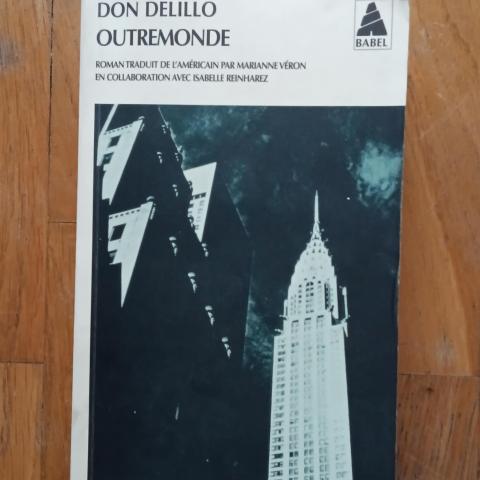 DON DELILLO
OUTREMONDE
BABEL
ROMAN TRADUIT DE L'AMÉRICAIN PAR MARIANNE VÉRON
EN COLLABORATION AVEC ISABELLE REINHAREZ